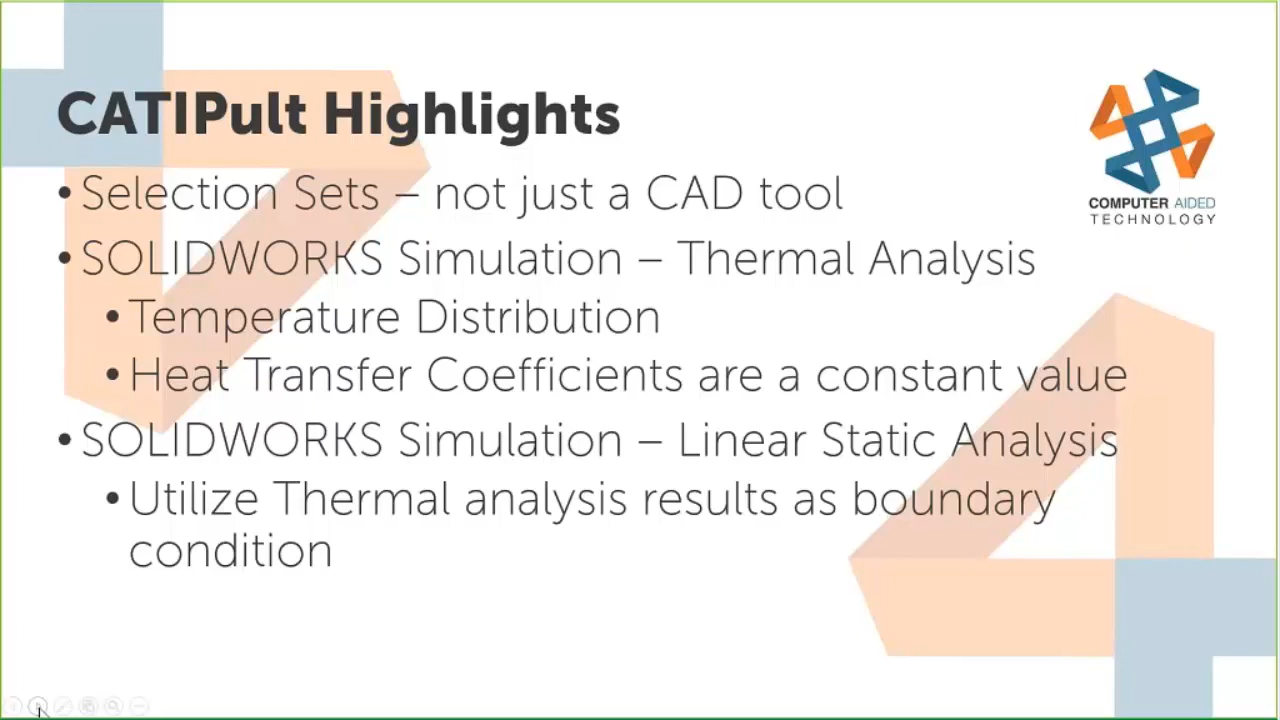 CATIPult Highlights
• Selection Sets – not just a CAD tool
• SOLIDWORKS Simulation – Thermal Analysis
• Temperature Distribution
• Heat Transfer Coefficients are a constant value
• SOLIDWORKS Simulation – Linear Static Analysis
• Utilize Thermal analysis results as boundary
condition
COMPUTER AIDED
TECHNOLOGY